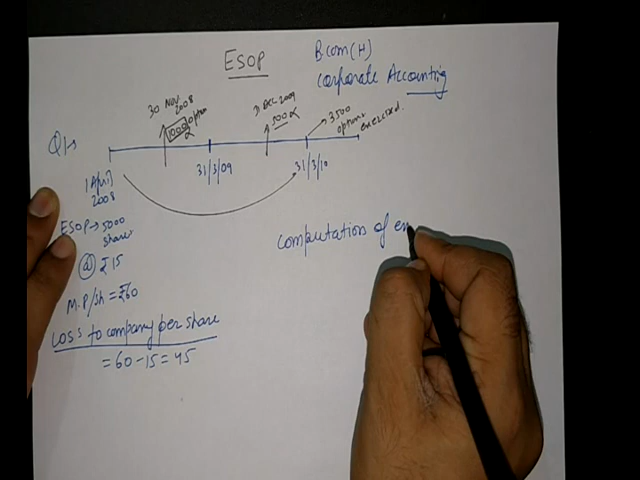 ESOP
B.com (H)
Corporate Accounting
30 Nov
2008
1000 option
31 Dec 2009
500
3500
options
exercised.
Q1→
1 April
2008
31/3/09
31/3/10
ESOP → 5000
shares
@ ₹15
M.P/sh = ₹60
Loss to company per share
= 60 - 15 = 45
Computation of em